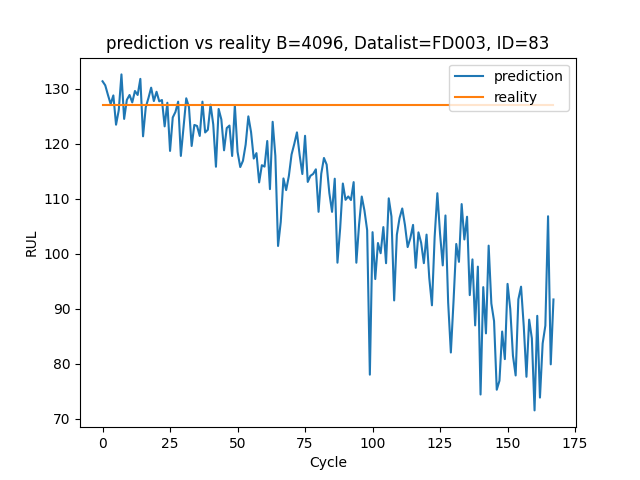 prediction vs reality B=4096, Datalist=FD003, ID=83
prediction
reality
RUL
130
120
110
100
90
80
70
0 25 50 75 100 125 150 175
Cycle